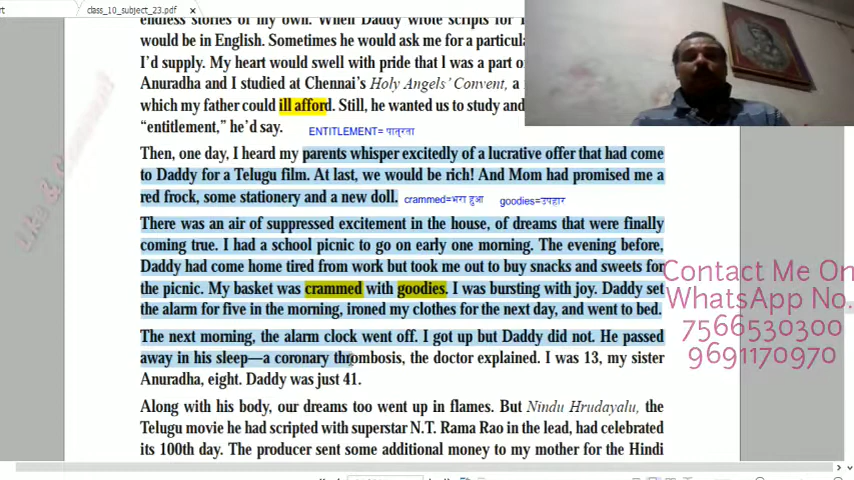 rt class_10_subject_23.pdf ×
endless stories of my own. When Daddy wrote scripts for
would be in English. Sometimes he would ask me for a particul
I'd supply. My heart would swell with pride that l was a part o
Anuradha and I studied at Chennai's Holy Angels' Convent, a
which my father could ill afford. Still, he wanted us to study and
"entitlement," he'd say. ENTITLEMENT= पात्रता
Then, one day, I heard my parents whisper excitedly of a lucrative offer that had come
to Daddy for a Telugu film. At last, we would be rich! And Mom had promised me a
red frock, some stationery and a new doll. crammed=भरा हुआ goodies=उपहार
There was an air of suppressed excitement in the house, of dreams that were finally
coming true. I had a school picnic to go on early one morning. The evening before,
Daddy had come home tired from work but took me out to buy snacks and sweets for
the picnic. My basket was crammed with goodies. I was bursting with joy. Daddy set
the alarm for five in the morning, ironed my clothes for the next day, and went to bed.
The next morning, the alarm clock went off. I got up but Daddy did not. He passed
away in his sleep—a coronary thrombosis, the doctor explained. I was 13, my sister
Anuradha, eight. Daddy was just 41.
Along with his body, our dreams too went up in flames. But Nindu Hrudayalu, the
Telugu movie he had scripted with superstar N.T. Rama Rao in the lead, had celebrated
its 100th day. The producer sent some additional money to my mother for the Hindi
Contact Me On
WhatsApp No.
7566530300
9691170970
Like &